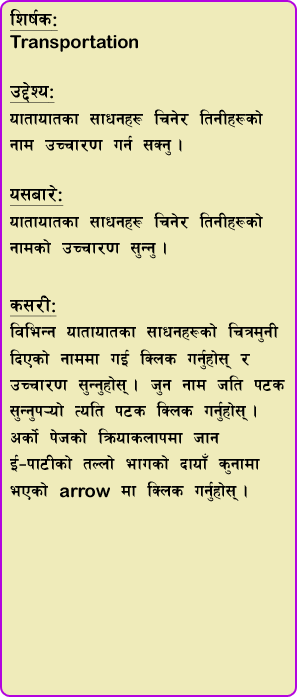 शिर्षक:
Transportation
उद्देश्य:
यातायातका साधनहरू चिनेर तिनीहरूको
नाम उच्चारण गर्न सक्नु ।
यसबारे:
यातायातका साधनहरू चिनेर तिनीहरूको
नामको उच्चारण सुन्नु ।
कसरी:
विभिन्न यातायातका साधनहरूको चित्रमुनी
दिएको नाममा गई क्लिक गर्नुहोस् र
उच्चारण सुन्नुहोस् । जुन नाम जति पटक
सुन्नुपर्‍यो त्यति पटक क्लिक गर्नुहोस् ।
अर्को पेजको क्रियाकलापमा जान
ई-पाटीको तल्लो भागको दायाँ कुनामा
भएको arrow मा क्लिक गर्नुहोस् ।